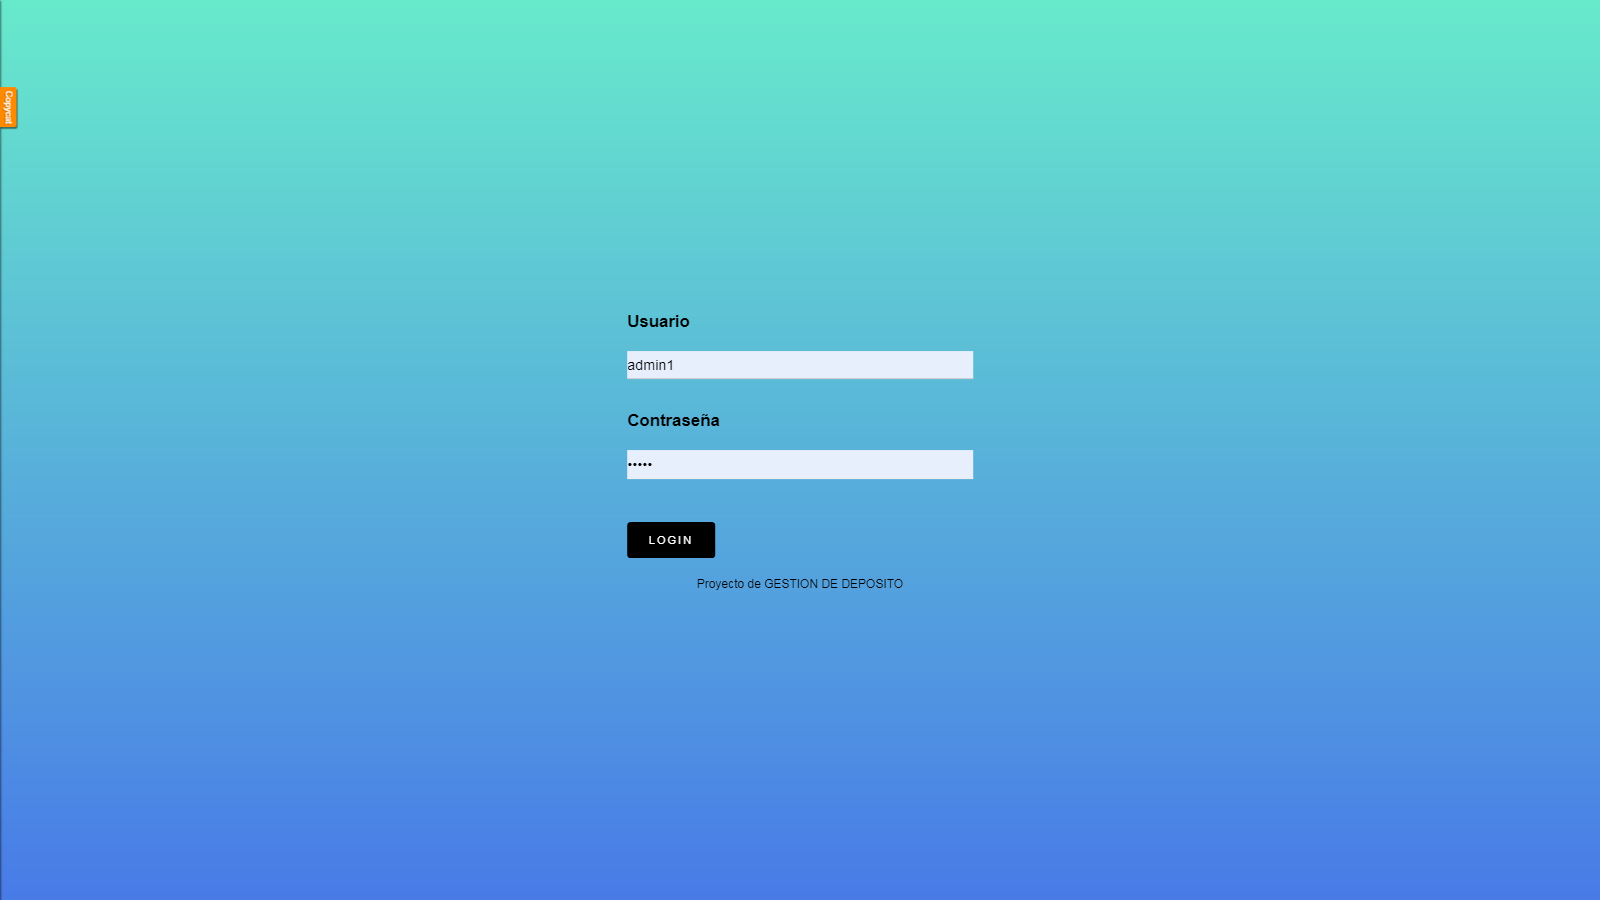 Copycat
Usuario
admin1
Contraseña
•••••
LOGIN
Proyecto de GESTION DE DEPOSITO